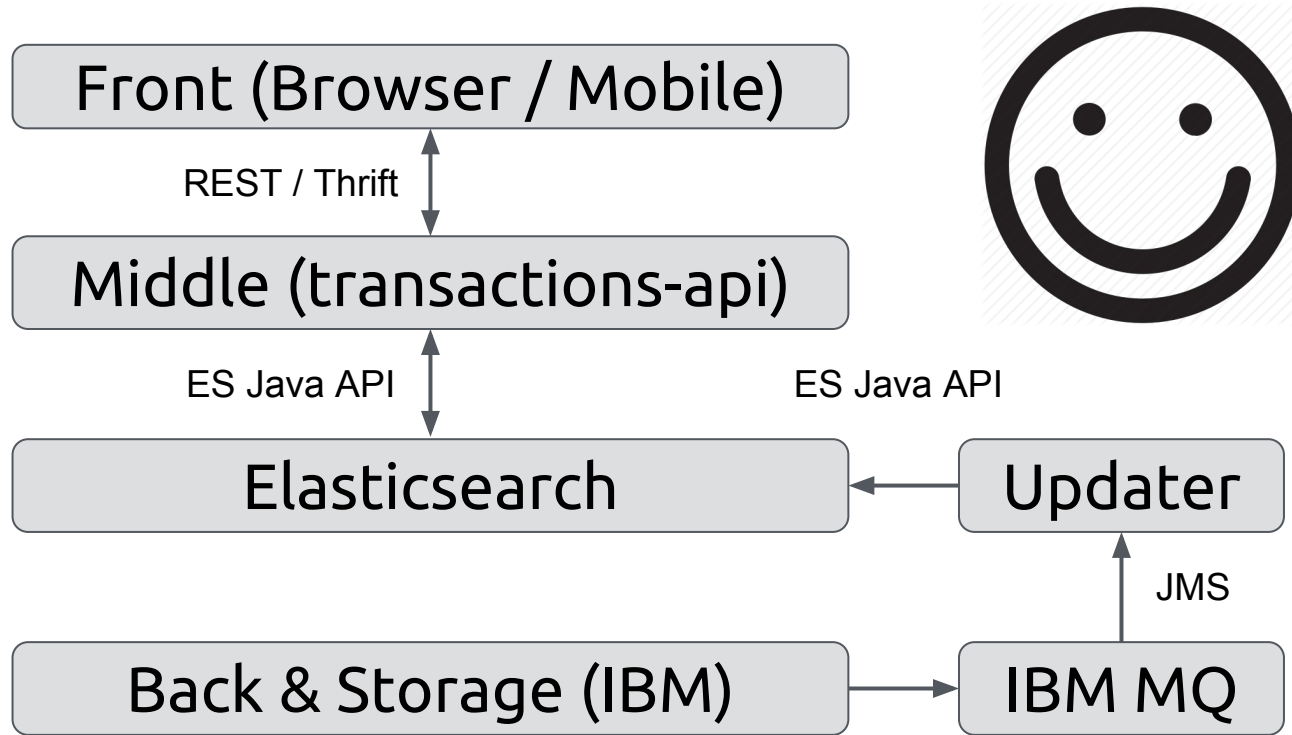 Front (Browser / Mobile)
REST / Thrift
Middle (transactions-api)
ES Java API
ES Java API
Elasticsearch
Updater
JMS
Back & Storage (IBM)
IBM MQ